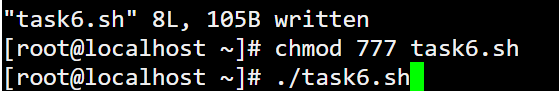 "task6.sh" 8L, 105B written
[root@localhost ~]# chmod 777 task6.sh
[root@localhost ~]# ./task6.sh